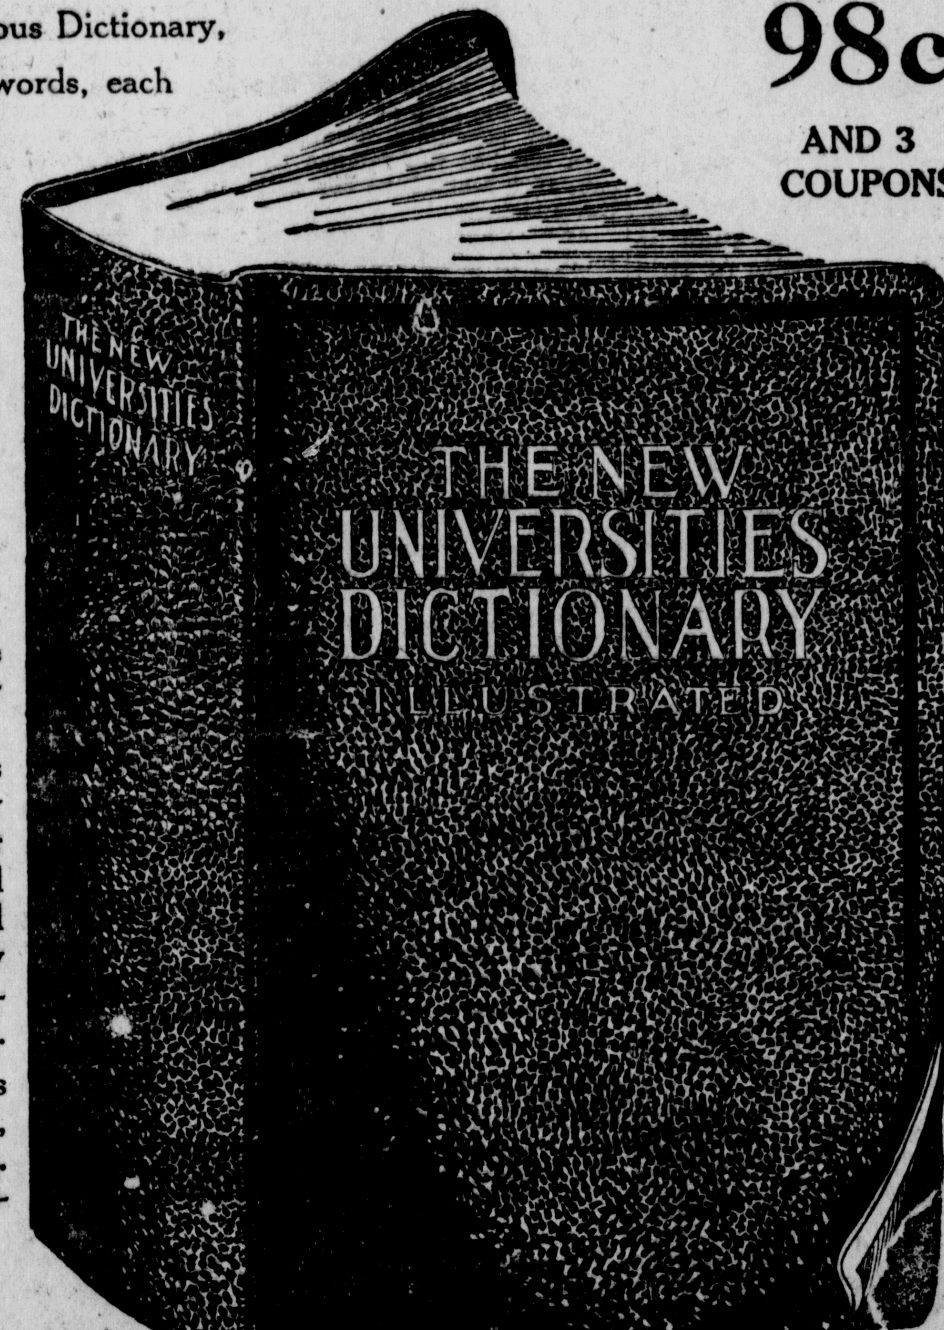 ous Dictionary,
words, each
98c
AND 3
COUPONS
THE NEW
UNIVERSITIES
DICTIONARY
THE NEW
UNIVERSITIES
DICTIONARY
ILLUSTRATED